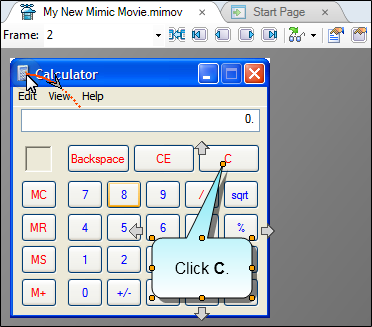 My New Mimic Movie.mimov
Start Page
Frame: 2
Calculator
Edit View Help
0.
Backspace CE C
MC 7 8 9 / sqrt
MR 4 5 6 %
MS 1 2
Click C.
M+ 0 +/-